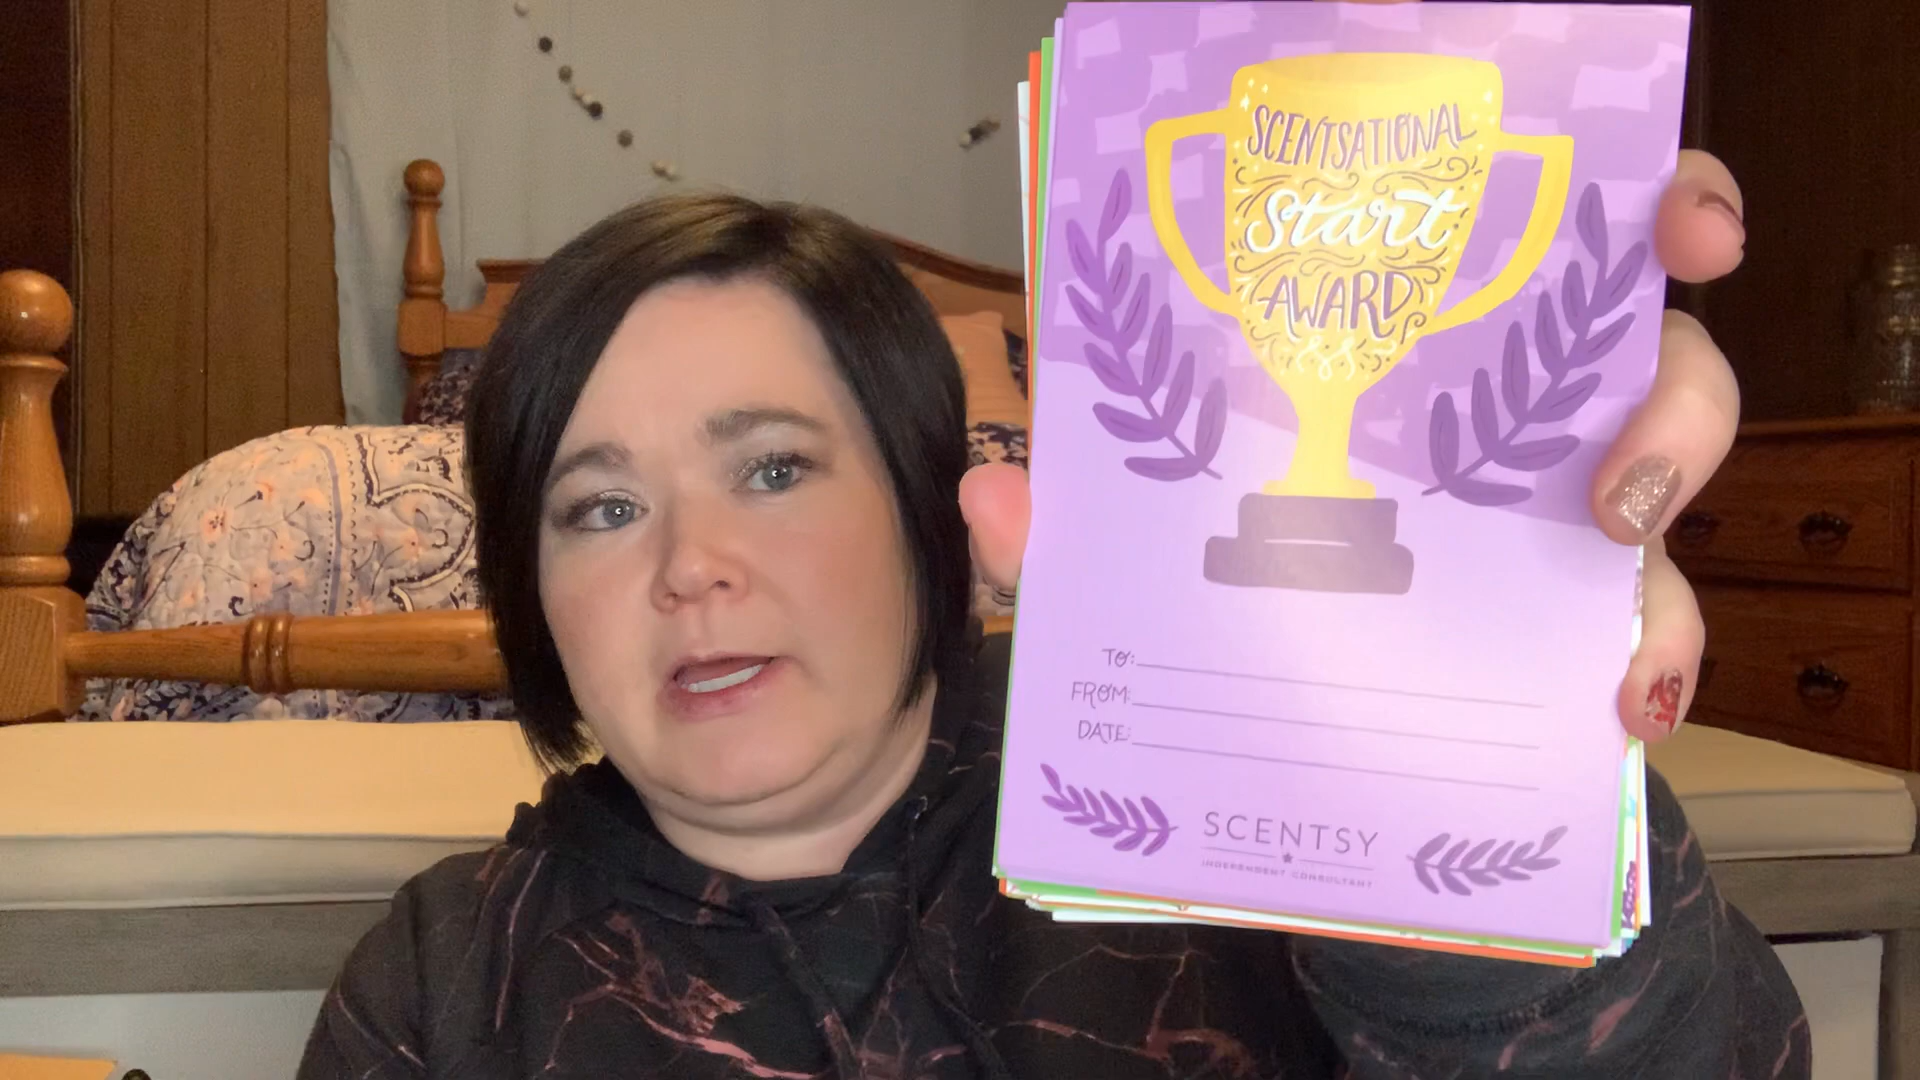 SCENTSATIONAL
Start
AWARD
TO:
FROM:
DATE:
SCENTSY
INDEPENDENT CONSULTANT